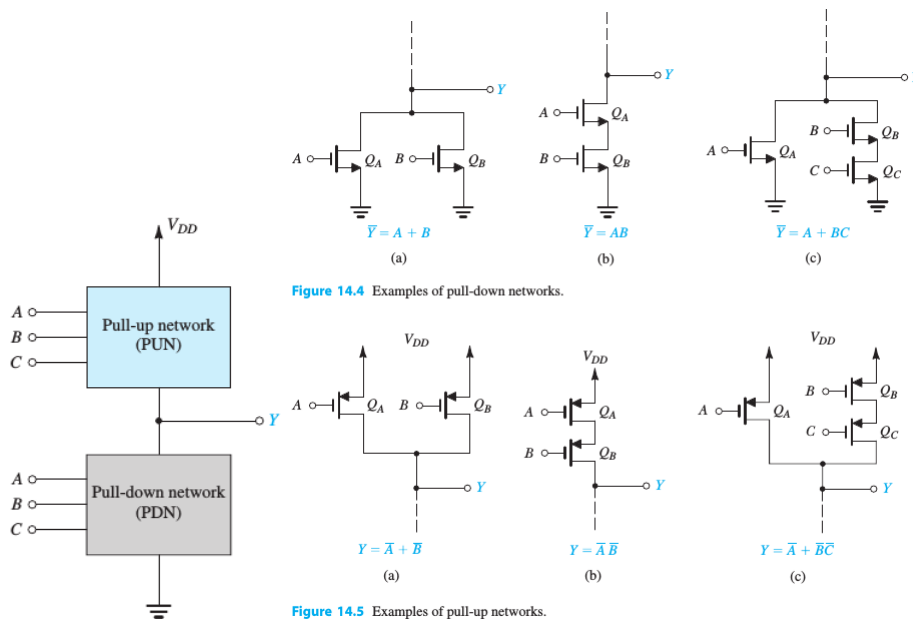 V_DD
A
B
C
Pull-up network
(PUN)
Y
A
B
C
Pull-down network
(PDN)
Y
A
Q_A
B
Q_B
Y̅ = A + B
(a)
Y
A
Q_A
B
Q_B
Y̅ = AB
(b)
A
Q_A
B
Q_B
C
Q_C
Y̅ = A + BC
(c)
Figure 14.4 Examples of pull-down networks.
V_DD
A
Q_A
B
Q_B
Y
Y = A̅ + B̅
(a)
V_DD
A
Q_A
B
Q_B
Y
Y = A̅ B̅
(b)
V_DD
A
Q_A
B
Q_B
C
Q_C
Y
Y = A̅ + B̅C̅
(c)
Figure 14.5 Examples of pull-up networks.